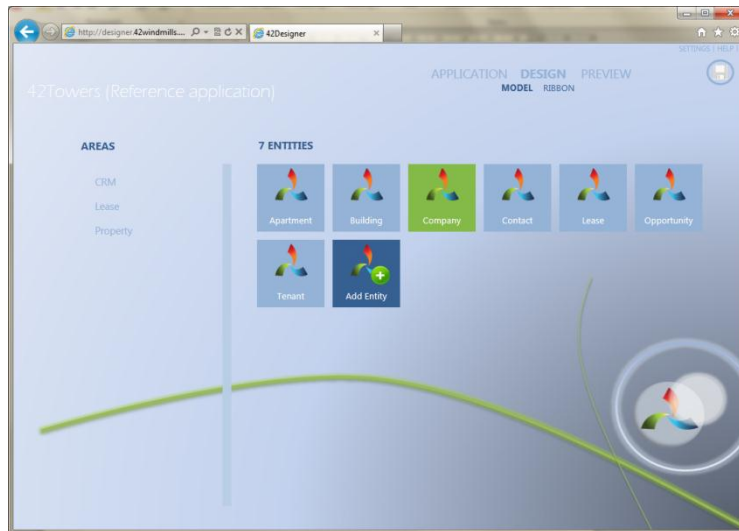 http://designer.42windmills....
42Designer
SETTINGS | HELP |
APPLICATION DESIGN PREVIEW
MODEL RIBBON
42Towers (Reference application)
AREAS
7 ENTITIES
CRM
Lease
Property
Apartment
Building
Company
Contact
Lease
Opportunity
Tenant
Add Entity